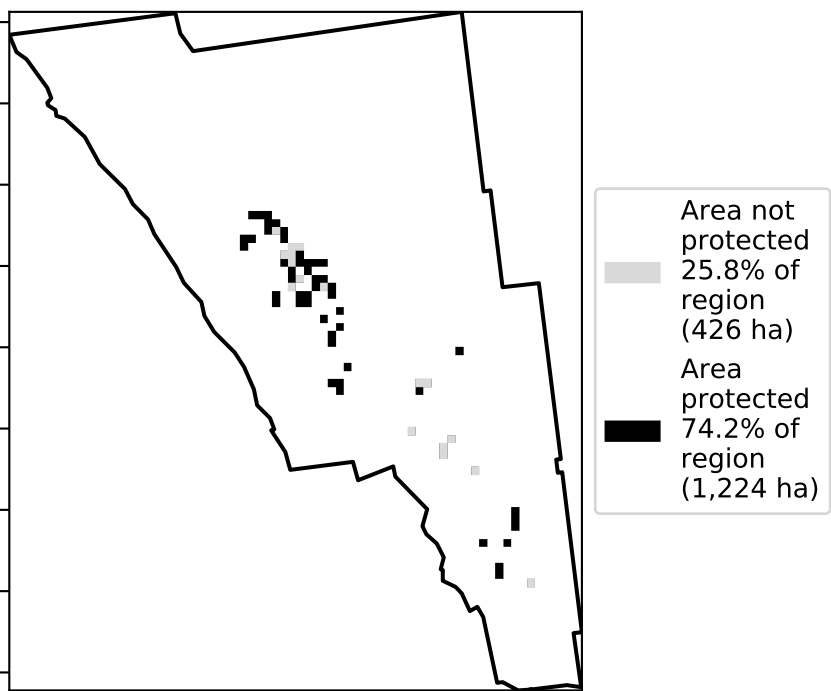 Area not
protected
25.8% of
region
(426 ha)
Area
protected
74.2% of
region
(1,224 ha)